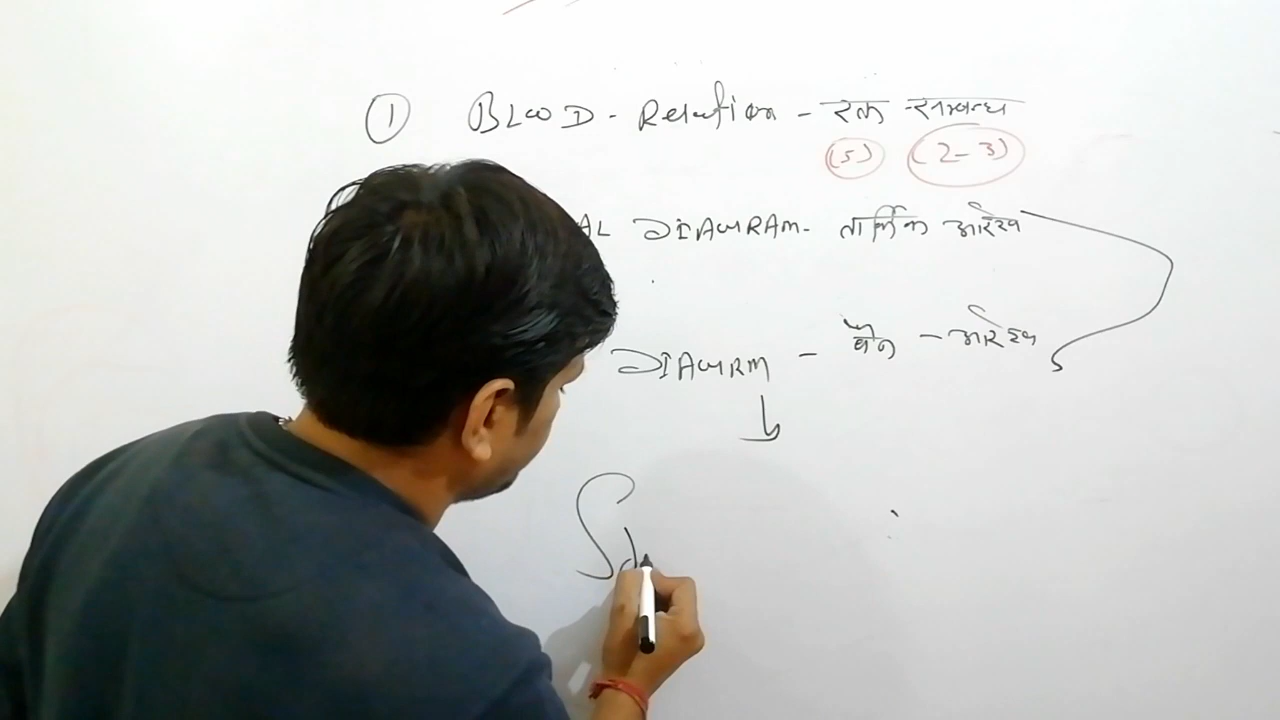 ① BLOOD - Relation - रक्त सम्बन्ध
(5) (2-3)
AL DIAGRAM - तार्किक आरेख
DIAGRM - वेन - आरेख